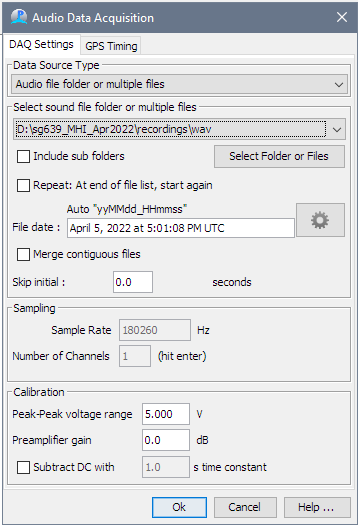 Audio Data Acquisition
DAQ Settings GPS Timing
Data Source Type
Audio file folder or multiple files
Select sound file folder or multiple files
D:\sg639_MHI_Apr2022\recordings\wav
Include sub folders Select Folder or Files
Repeat: At end of file list, start again
Auto "yyMMdd_HHmmss"
File date : April 5, 2022 at 5:01:08 PM UTC
Merge contiguous files
Skip initial : 0.0 seconds
Sampling
Sample Rate 180260 Hz
Number of Channels 1 (hit enter)
Calibration
Peak-Peak voltage range 5.000 V
Preamplifier gain 0.0 dB
Subtract DC with 1.0 s time constant
Ok Cancel Help ...